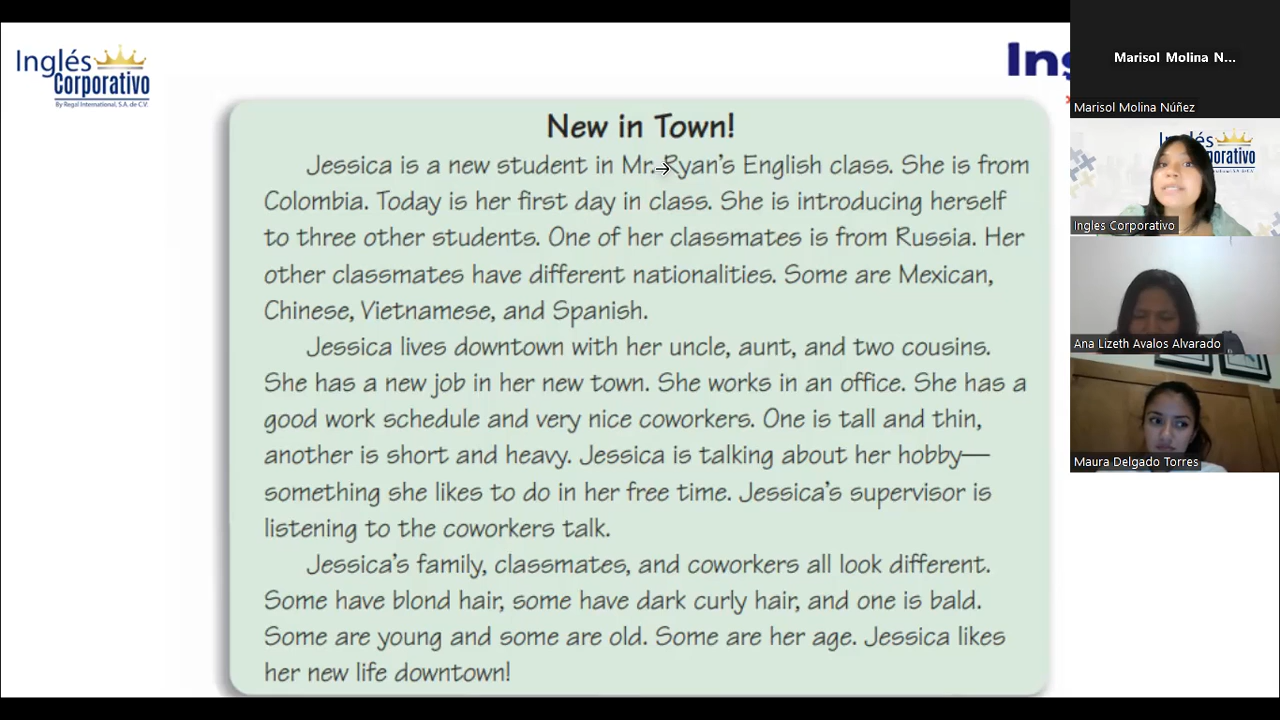 Inglés
Corporativo
By Regal International, S.A. de C.V.
New in Town!
Jessica is a new student in Mr. Ryan's English class. She is from
Colombia. Today is her first day in class. She is introducing herself
to three other students. One of her classmates is from Russia. Her
other classmates have different nationalities. Some are Mexican,
Chinese, Vietnamese, and Spanish.
Jessica lives downtown with her uncle, aunt, and two cousins.
She has a new job in her new town. She works in an office. She has a
good work schedule and very nice coworkers. One is tall and thin,
another is short and heavy. Jessica is talking about her hobby—
something she likes to do in her free time. Jessica's supervisor is
listening to the coworkers talk.
Jessica's family, classmates, and coworkers all look different.
Some have blond hair, some have dark curly hair, and one is bald.
Some are young and some are old. Some are her age. Jessica likes
her new life downtown!
Marisol Molina N...
Marisol Molina Núñez
Ingles Corporativo
Ana Lizeth Avalos Alvarado
Maura Delgado Torres